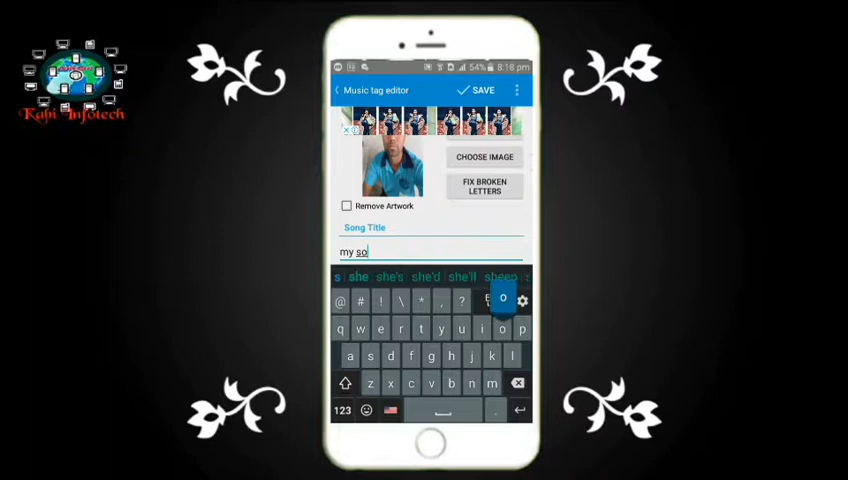 Kahi Infotech
54% 8:18 pm
Music tag editor
SAVE
CHOOSE IMAGE
FIX BROKEN
LETTERS
Remove Artwork
Song Title
my so
s she she's she'd she'll sheep s
@ # ! \ * , ? o
q w e r t y u i o p
a s d f g h j k l
z x c v b n m
123 .